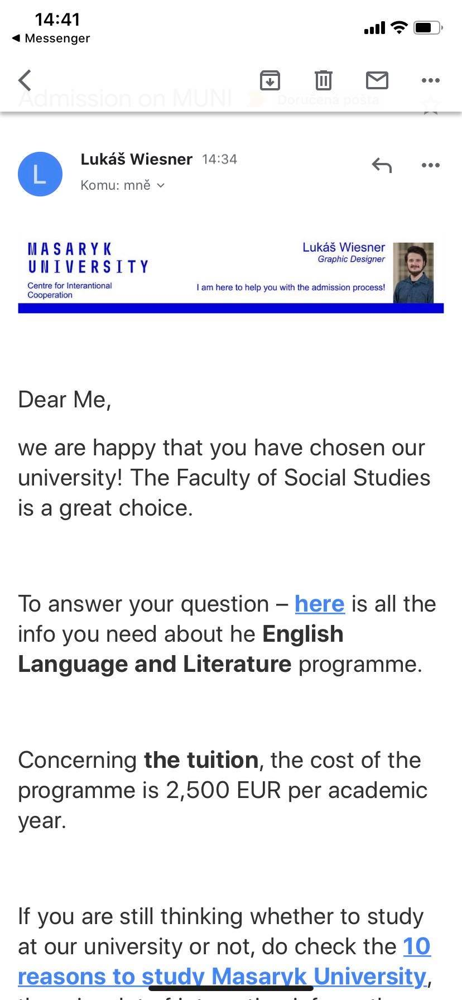 14:41
◀ Messenger
Admission on MUNI Doručená pošta
L
Lukáš Wiesner 14:34
Komu: mně
MASARYK
UNIVERSITY
Centre for Interantional
Cooperation
Lukáš Wiesner
Graphic Designer
I am here to help you with the admission process!
Dear Me,
we are happy that you have chosen our
university! The Faculty of Social Studies
is a great choice.
To answer your question – here is all the
info you need about he English
Language and Literature programme.
Concerning the tuition, the cost of the
programme is 2,500 EUR per academic
year.
If you are still thinking whether to study
at our university or not, do check the 10
reasons to study Masaryk University,